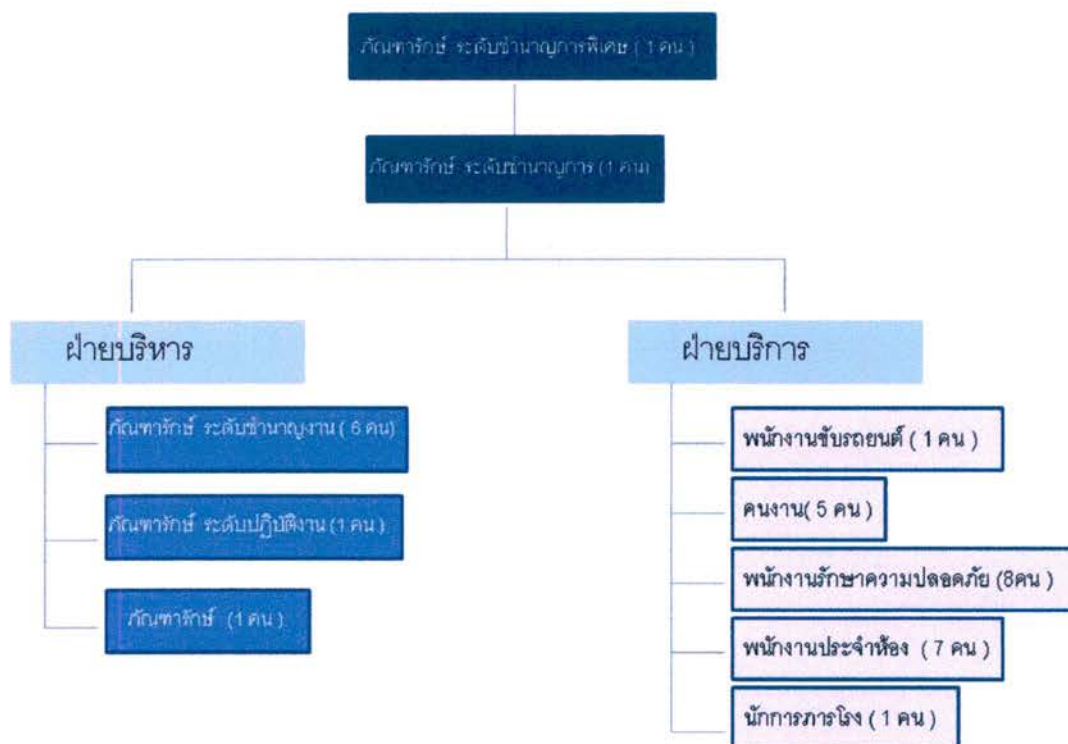 ภัณฑารักษ์ ระดับชำนาญการพิเศษ ( 1 คน )
ภัณฑารักษ์ ระดับชำนาญการ (1 คน)
ฝ่ายบริหาร
ภัณฑารักษ์ ระดับชำนาญงาน ( 6 คน)
ภัณฑารักษ์ ระดับปฏิบัติงาน (1 คน )
ภัณฑารักษ์ (1 คน )
ฝ่ายบริการ
พนักงานขับรถยนต์ ( 1 คน )
คนงาน( 5 คน )
พนักงานรักษาความปลอดภัย (8คน )
พนักงานประจำห้อง ( 7 คน )
นักการภารโรง ( 1 คน )